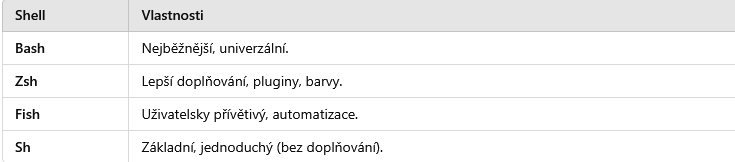 Shell Vlastnosti
Bash Nejběžnější, univerzální.
Zsh Lepší doplňování, pluginy, barvy.
Fish Uživatelsky přívětivý, automatizace.
Sh Základní, jednoduchý (bez doplňování).